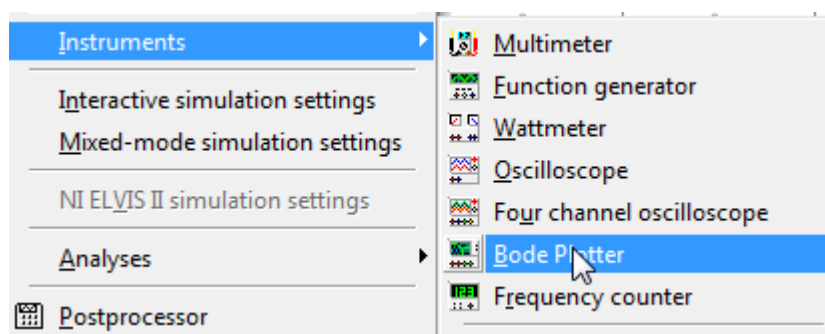 Instruments
Interactive simulation settings
Mixed-mode simulation settings
NI ELVIS II simulation settings
Analyses
Postprocessor
Multimeter
Function generator
Wattmeter
Oscilloscope
Four channel oscilloscope
Bode Plotter
Frequency counter